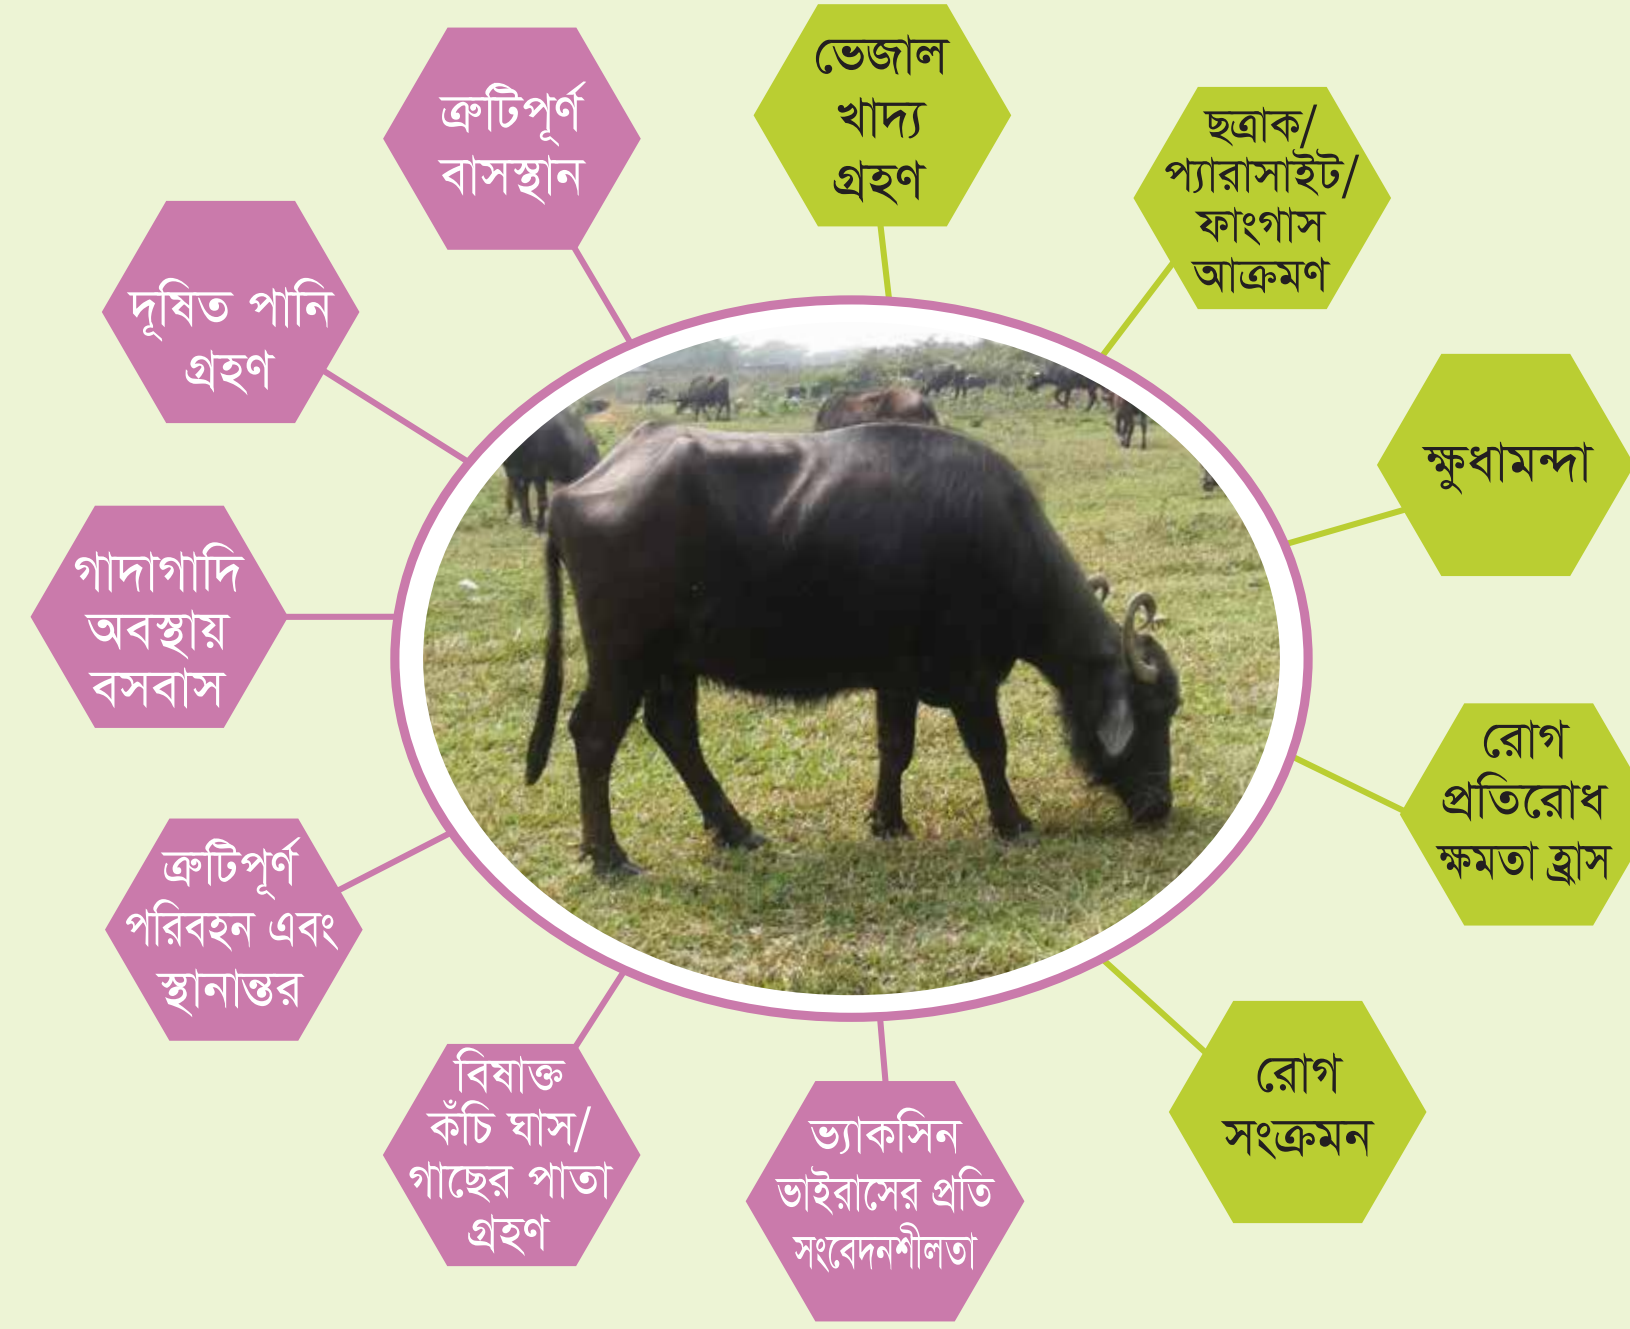 ত্রুটিপূর্ণ
বাসস্থান
ভেজাল
খাদ্য
গ্রহণ
ছত্রাক/
প্যারাসাইট/
ফাংগাস
আক্রমণ
দূষিত পানি
গ্রহণ
ক্ষুধামন্দা
গাদাগাদি
অবস্থায়
বসবাস
রোগ
প্রতিরোধ
ক্ষমতা হ্রাস
ত্রুটিপূর্ণ
পরিবহন এবং
স্থানান্তর
বিষাক্ত
কঁচি ঘাস/
গাছের পাতা
গ্রহণ
ভ্যাকসিন
ভাইরাসের প্রতি
সংবেদনশীলতা
রোগ
সংক্রমন